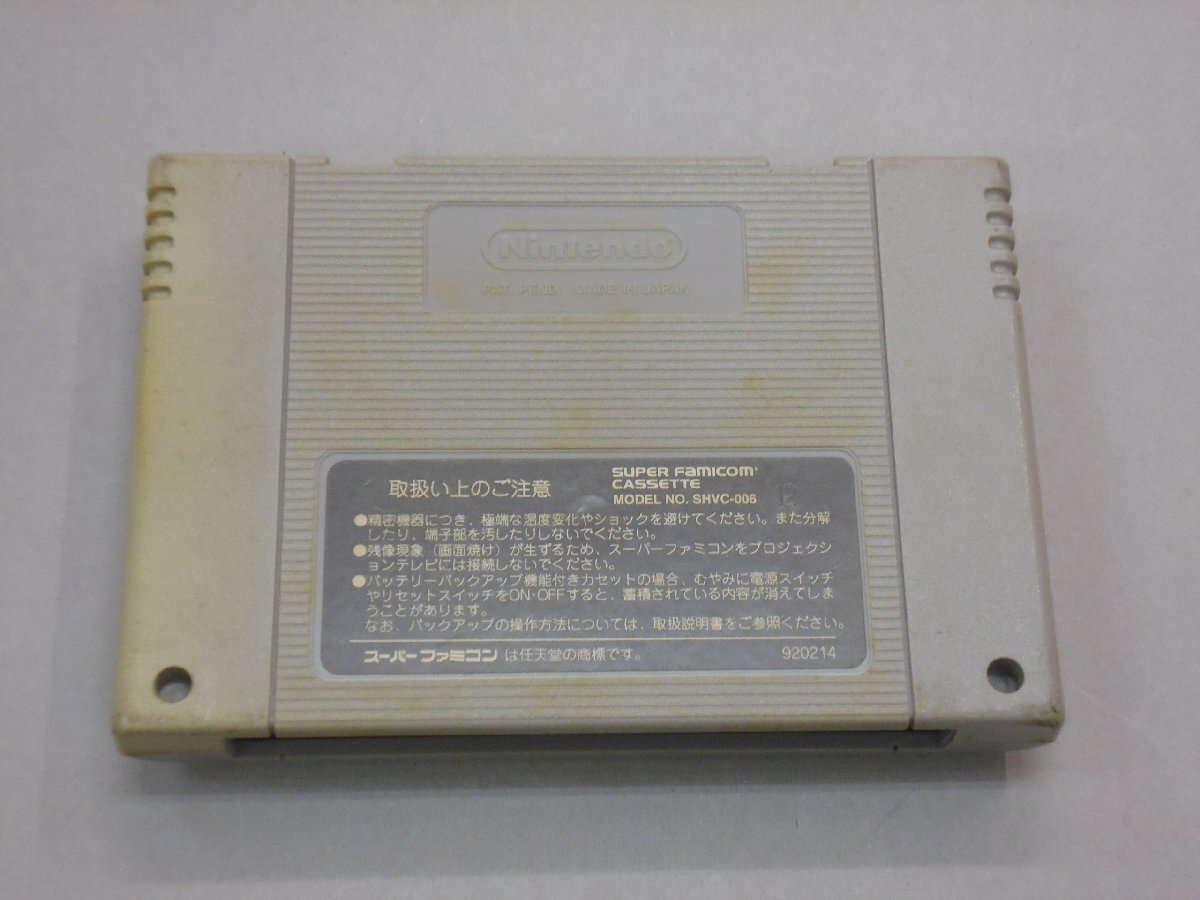 Nintendo
PAT. PEND. MADE IN JAPAN
取扱い上のご注意
SUPER FAMICOM
CASSETTE
MODEL NO. SHVC-006
●精密機器につき、極端な温度変化やショックを避けてください。また分解
したり、端子部を汚したりしないでください。
●残像現象（画面焼け）が生ずるため、スーパーファミコンをプロジェクシ
ョンテレビには接続しないでください。
●バッテリーバックアップ機能付きカセットの場合、むやみに電源スイッチ
やリセットスイッチをON・OFFすると、蓄積されている内容が消えてしま
うことがあります。
なお、バックアップの操作方法については、取扱説明書をご参照ください。
スーパーファミコン は任天堂の商標です。
920214